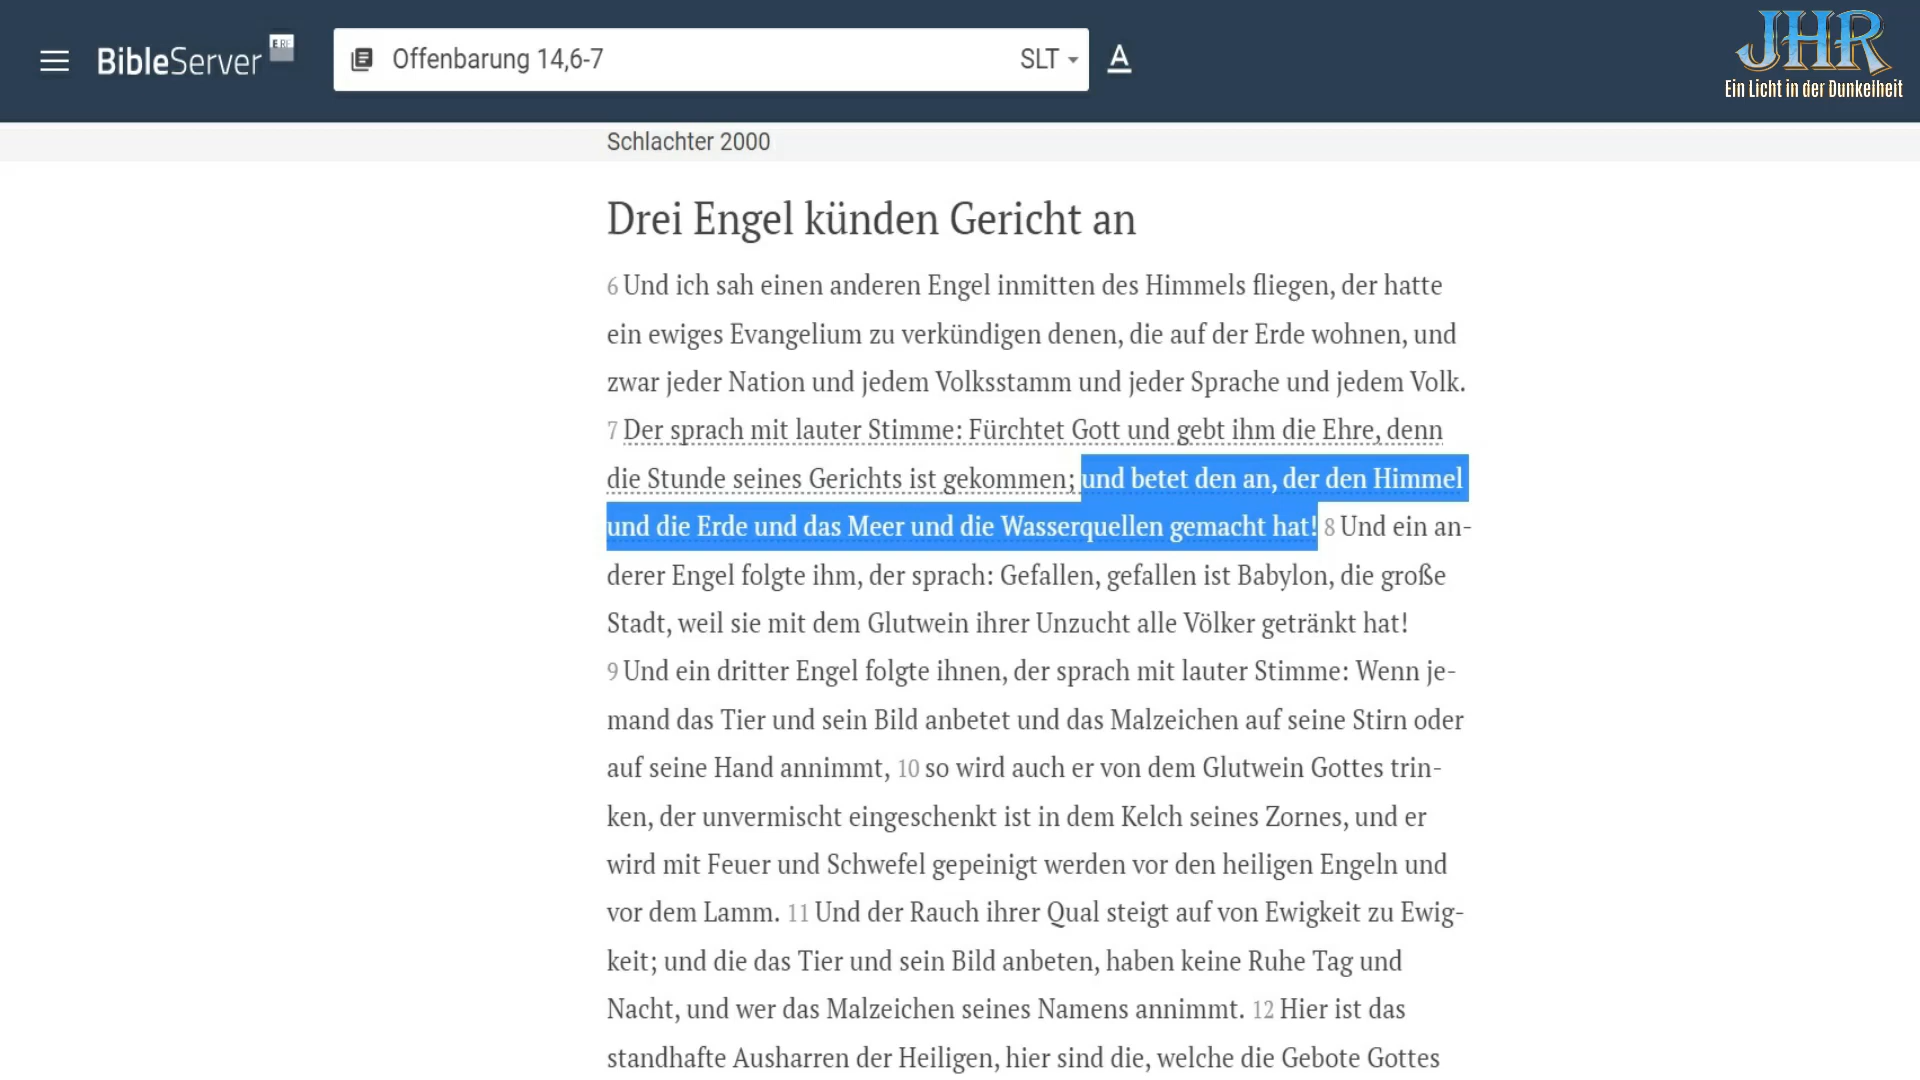 BibleServer
ERF
Offenbarung 14,6-7
SLT
A
JHR
Ein Licht in der Dunkelheit
Schlachter 2000
Drei Engel künden Gericht an
6 Und ich sah einen anderen Engel inmitten des Himmels fliegen, der hatte
ein ewiges Evangelium zu verkündigen denen, die auf der Erde wohnen, und
zwar jeder Nation und jedem Volksstamm und jeder Sprache und jedem Volk.
7 Der sprach mit lauter Stimme: Fürchtet Gott und gebt ihm die Ehre, denn
die Stunde seines Gerichts ist gekommen; und betet den an, der den Himmel
und die Erde und das Meer und die Wasserquellen gemacht hat! 8 Und ein an-
derer Engel folgte ihm, der sprach: Gefallen, gefallen ist Babylon, die große
Stadt, weil sie mit dem Glutwein ihrer Unzucht alle Völker getränkt hat!
9 Und ein dritter Engel folgte ihnen, der sprach mit lauter Stimme: Wenn je-
mand das Tier und sein Bild anbetet und das Malzeichen auf seine Stirn oder
auf seine Hand annimmt, 10 so wird auch er von dem Glutwein Gottes trin-
ken, der unvermischt eingeschenkt ist in dem Kelch seines Zornes, und er
wird mit Feuer und Schwefel gepeinigt werden vor den heiligen Engeln und
vor dem Lamm. 11 Und der Rauch ihrer Qual steigt auf von Ewigkeit zu Ewig-
keit; und die das Tier und sein Bild anbeten, haben keine Ruhe Tag und
Nacht, und wer das Malzeichen seines Namens annimmt. 12 Hier ist das
standhafte Ausharren der Heiligen, hier sind die, welche die Gebote Gottes